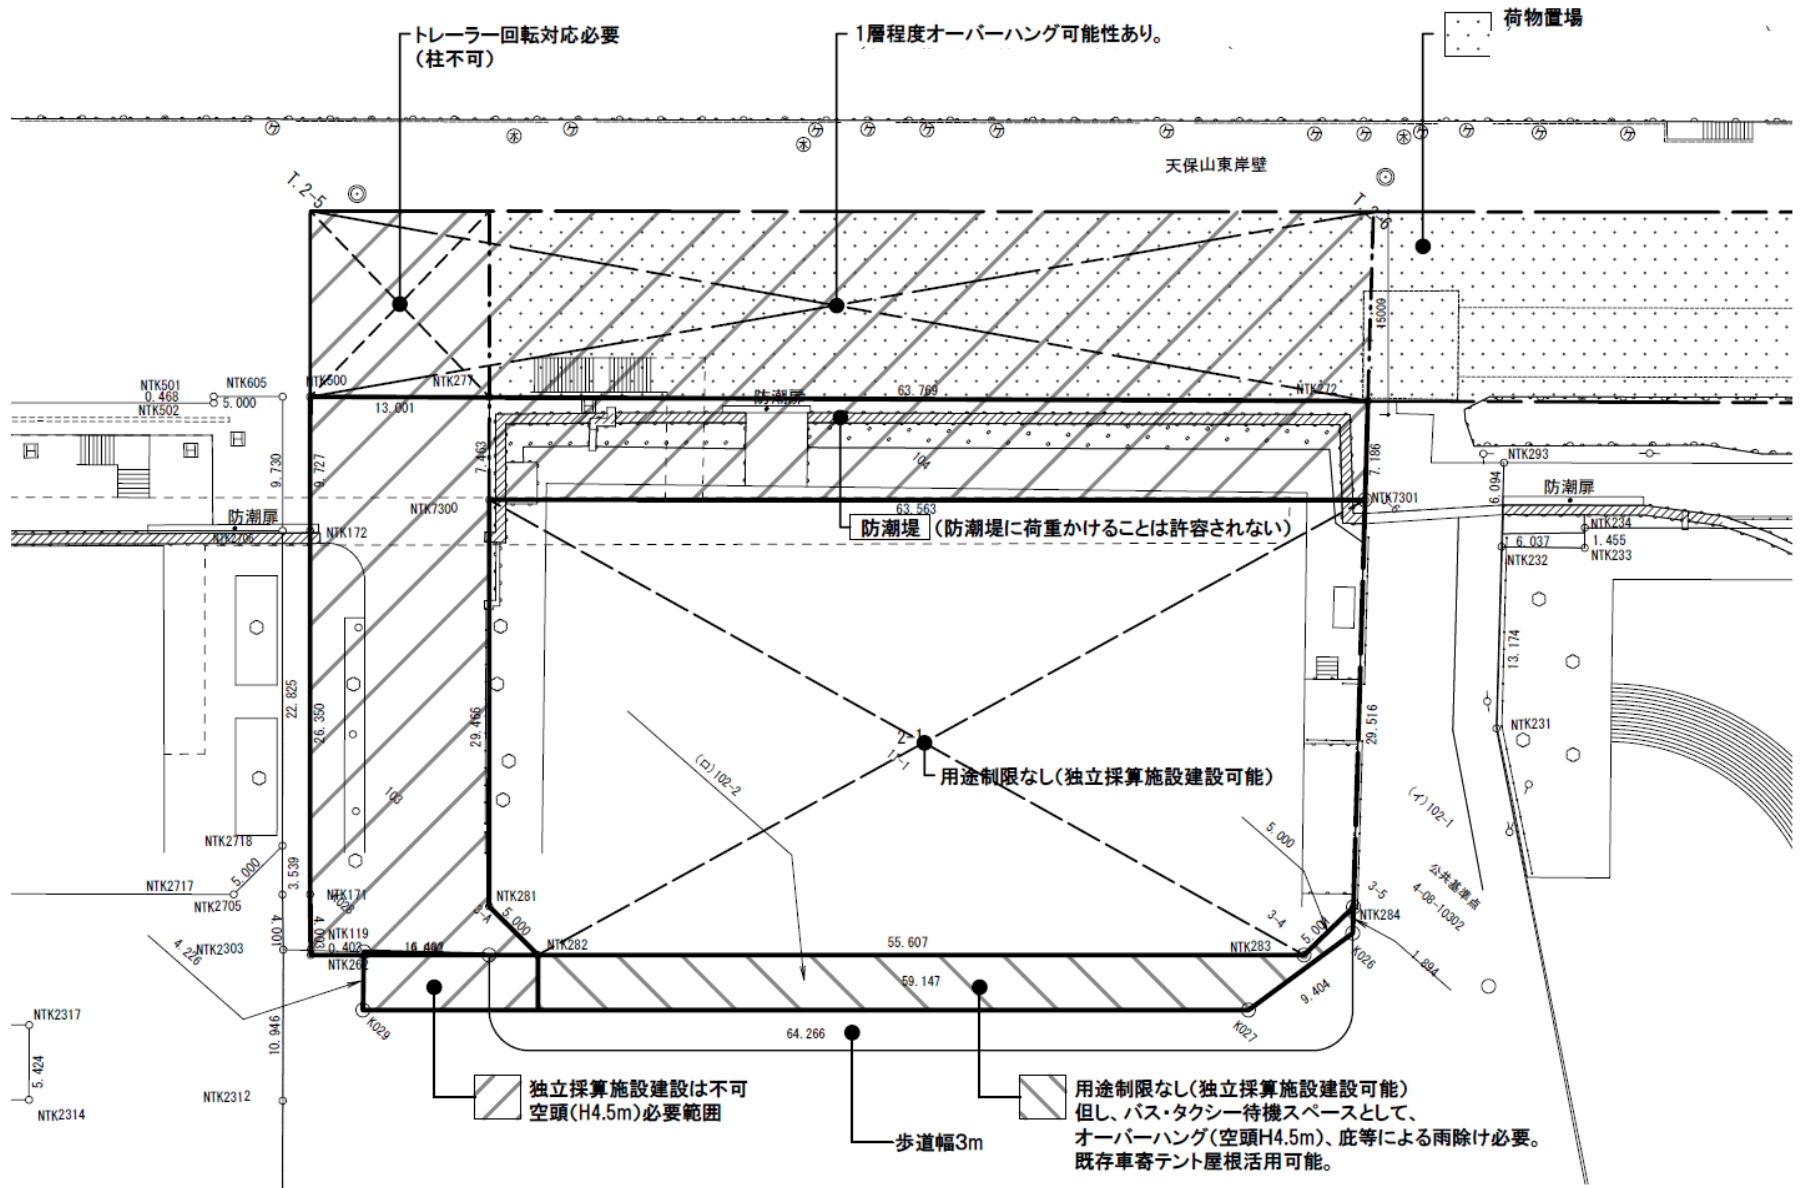 トレーラー回転対応必要
（柱不可）
1層程度オーバーハング可能性あり。
荷物置場
天保山東岸壁
T.2-5
T.2-6
15000
NTK501
0.468
NTK502
NTK605
5.000
NTK500
NTK277
13.001
防潮扉
63.769
NTK272
9.730
9.727
7.463
104
7.186
NTK293
6.094
防潮扉
防潮扉
NTK2706
NTK172
NTK7300
63.563
NTK7301
防潮堤（防潮堤に荷重かけることは許容されない）
NTK234
6.037
1.455
NTK232
NTK233
22.825
26.350
29.466
29.516
13.174
NTK231
2-1
用途制限なし（独立採算施設建設可能）
(ロ)102-2
(イ)102-1
103
5.000
公共基準点
4-08-10302
NTK2718
5.000
3.539
NTK2717
NTK2705
NTK171
K028
NTK281
3-A
5.000
3-4
3-5
5.001
NTK284
4.001
4.003
NTK119
0.403
NTK2303
NTK262
NTK282
55.607
NTK283
K026
1.894
4.226
59.147
9.404
K029
K027
64.266
NTK2317
5.424
NTK2314
10.946
NTK2312
独立採算施設建設は不可
空頭（H4.5m）必要範囲
歩道幅3m
用途制限なし（独立採算施設建設可能）
但し、バス・タクシー待機スペースとして、
オーバーハング（空頭H4.5m）、庇等による雨除け必要。
既存車寄テント屋根活用可能。